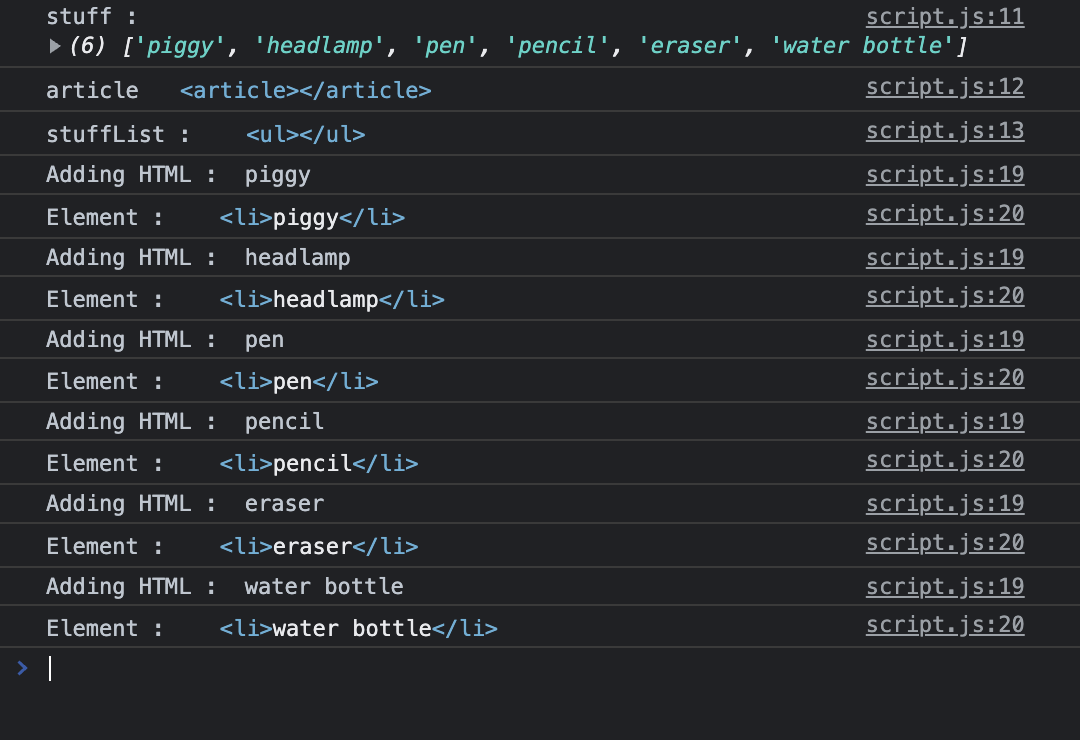 stuff : script.js:11
▶(6) ['piggy', 'headlamp', 'pen', 'pencil', 'eraser', 'water bottle']
article <article></article> script.js:12
stuffList : <ul></ul> script.js:13
Adding HTML : piggy script.js:19
Element : <li>piggy</li> script.js:20
Adding HTML : headlamp script.js:19
Element : <li>headlamp</li> script.js:20
Adding HTML : pen script.js:19
Element : <li>pen</li> script.js:20
Adding HTML : pencil script.js:19
Element : <li>pencil</li> script.js:20
Adding HTML : eraser script.js:19
Element : <li>eraser</li> script.js:20
Adding HTML : water bottle script.js:19
Element : <li>water bottle</li> script.js:20
>